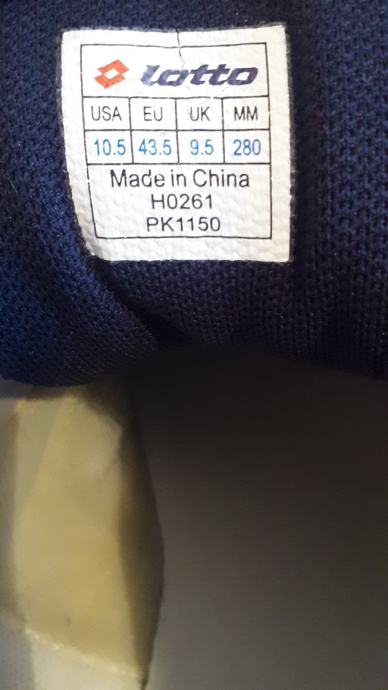 lotto
USA EU UK MM
10.5 43.5 9.5 280
Made in China
H0261
PK1150